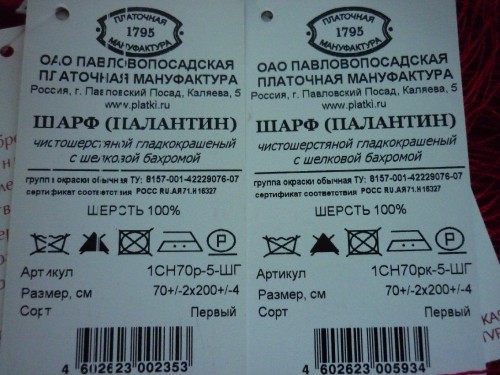 ПЛАТОЧНАЯ
1795
МАНУФАКТУРА
ОАО ПАВЛОВОПОСАДСКАЯ
ПЛАТОЧНАЯ МАНУФАКТУРА
Россия, г. Павловский Посад, Каляева, 5
www.platki.ru
ШАРФ (ПАЛАНТИН)
чистошерстяной гладкокрашеный
с шелковой бахромой
группа окраски обычная ТУ: 8157-001-42229076-07
сертификат соответствия РОСС RU.АЯ71.Н16327
ШЕРСТЬ 100%
P
Артикул 1СН70р-5-ШГ
Размер, см 70+/-2х200+/-4
Сорт Первый
4 602623 002353
ПЛАТОЧНАЯ
1795
МАНУФАКТУРА
ОАО ПАВЛОВОПОСАДСКАЯ
ПЛАТОЧНАЯ МАНУФАКТУРА
Россия, г. Павловский Посад, Каляева, 5
www.platki.ru
ШАРФ (ПАЛАНТИН)
чистошерстяной гладкокрашеный
с шелковой бахромой
группа окраски обычная ТУ: 8157-001-42229076-07
сертификат соответствия РОСС RU.АЯ71.Н16327
ШЕРСТЬ 100%
P
Артикул 1СН70рк-5-ШГ
Размер, см 70+/-2х200+/-4
Сорт Первый
4 602623 005934